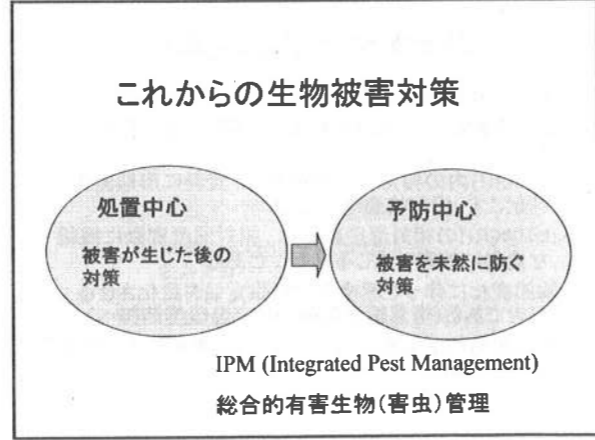 これからの生物被害対策
処置中心
被害が生じた後の
対策
予防中心
被害を未然に防ぐ
対策
IPM (Integrated Pest Management)
総合的有害生物(害虫)管理